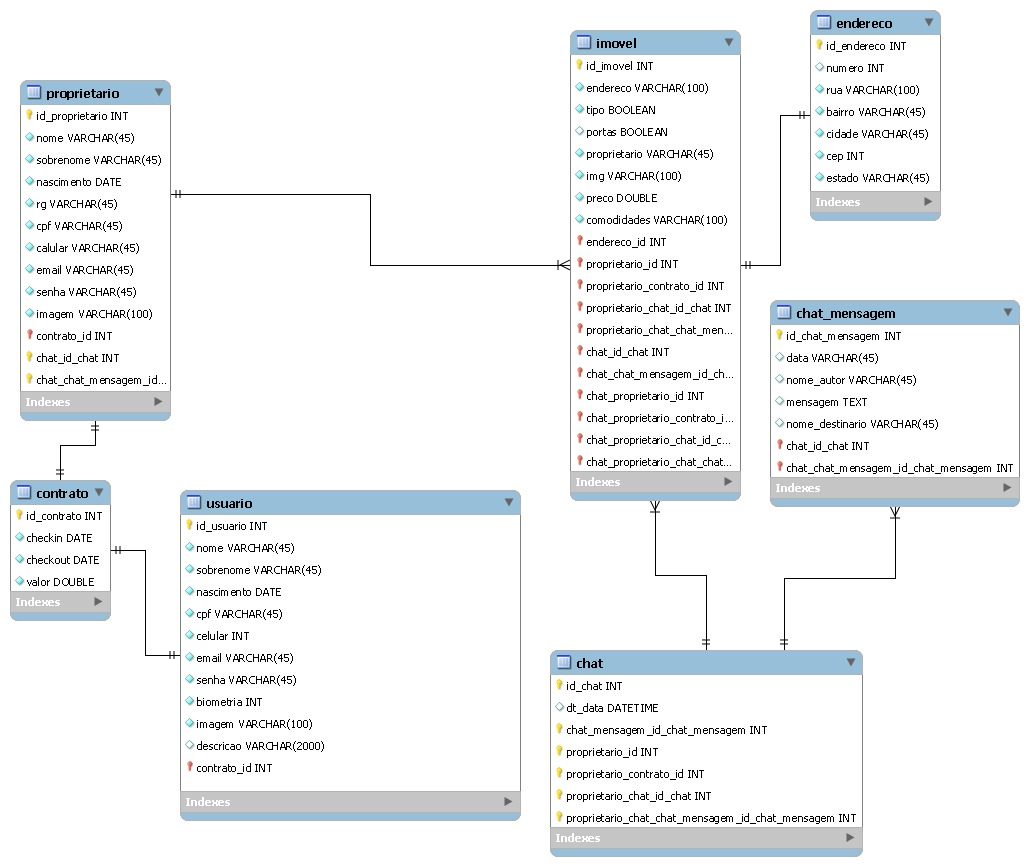 proprietario
id_proprietario INT
nome VARCHAR(45)
sobrenome VARCHAR(45)
nascimento DATE
rg VARCHAR(45)
cpf VARCHAR(45)
calular VARCHAR(45)
email VARCHAR(45)
senha VARCHAR(45)
imagem VARCHAR(100)
contrato_id INT
chat_id_chat INT
chat_chat_mensagem_id...
Indexes
contrato
id_contrato INT
checkin DATE
checkout DATE
valor DOUBLE
Indexes
usuario
id_usuario INT
nome VARCHAR(45)
sobrenome VARCHAR(45)
nascimento DATE
cpf VARCHAR(45)
celular INT
email VARCHAR(45)
senha VARCHAR(45)
biometria INT
imagem VARCHAR(100)
descricao VARCHAR(2000)
contrato_id INT
Indexes
imovel
id_imovel INT
endereco VARCHAR(100)
tipo BOOLEAN
portas BOOLEAN
proprietario VARCHAR(45)
img VARCHAR(100)
preco DOUBLE
comodidades VARCHAR(100)
endereco_id INT
proprietario_id INT
proprietario_contrato_id INT
proprietario_chat_id_chat INT
proprietario_chat_chat_men...
chat_id_chat INT
chat_chat_mensagem_id_ch...
chat_proprietario_id INT
chat_proprietario_contrato_i...
chat_proprietario_chat_id_c...
chat_proprietario_chat_chat...
Indexes
endereco
id_endereco INT
numero INT
rua VARCHAR(100)
bairro VARCHAR(45)
cidade VARCHAR(45)
cep INT
estado VARCHAR(45)
Indexes
chat_mensagem
id_chat_mensagem INT
data VARCHAR(45)
nome_autor VARCHAR(45)
mensagem TEXT
nome_destinario VARCHAR(45)
chat_id_chat INT
chat_chat_mensagem_id_chat_mensagem INT
Indexes
chat
id_chat INT
dt_data DATETIME
chat_mensagem_id_chat_mensagem INT
proprietario_id INT
proprietario_contrato_id INT
proprietario_chat_id_chat INT
proprietario_chat_chat_mensagem_id_chat_mensagem INT
Indexes